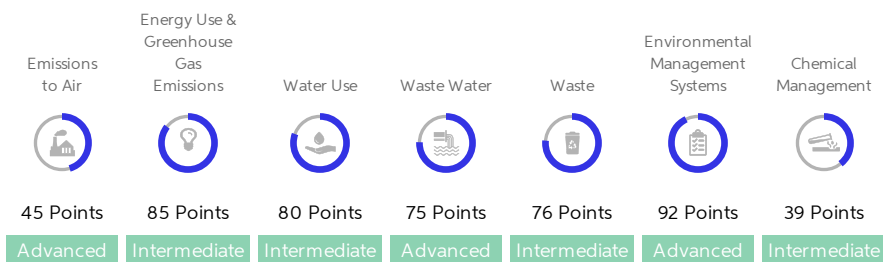 Emissions
to Air
45 Points
Advanced
Energy Use &
Greenhouse
Gas
Emissions
85 Points
Intermediate
Water Use
80 Points
Intermediate
Waste Water
75 Points
Advanced
Waste
76 Points
Intermediate
Environmental
Management
Systems
92 Points
Advanced
Chemical
Management
39 Points
Intermediate